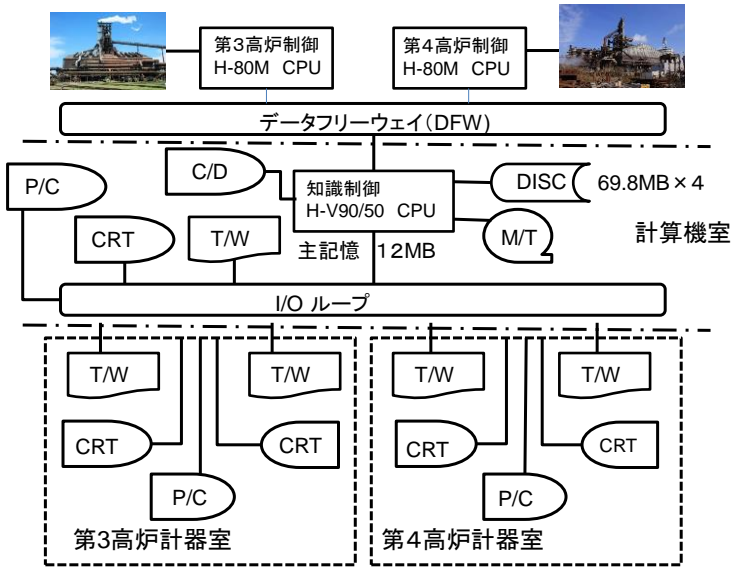 第3高炉制御
H-80M CPU
第４高炉制御
H-80M CPU
データフリーウェイ（DFW）
P/C
C/D
知識制御
H-V90/50 CPU
DISC
69.8MB×４
CRT
T/W
主記憶 １２MB
M/T
計算機室
I/O ループ
T/W
T/W
T/W
T/W
CRT
CRT
CRT
CRT
P/C
P/C
第3高炉計器室
第４高炉計器室